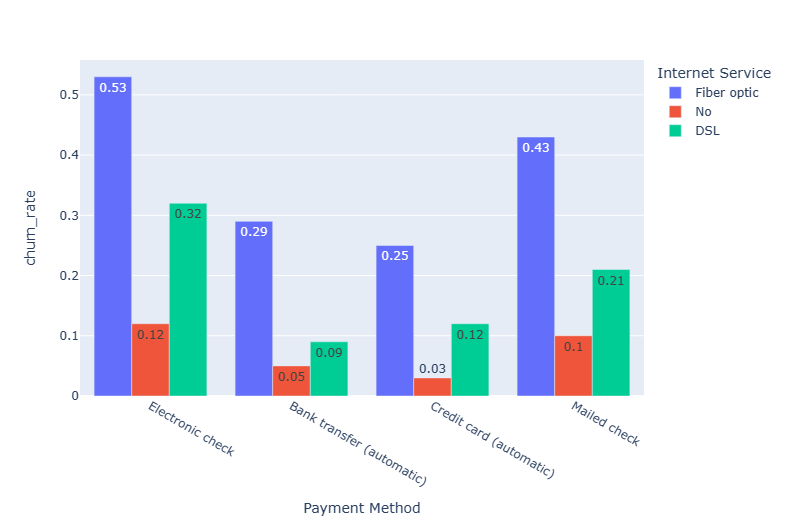 Internet Service
Fiber optic
No
DSL
churn_rate
0.5
0.4
0.3
0.2
0.1
0
0.53
0.12
0.32
0.29
0.05
0.09
0.25
0.03
0.12
0.43
0.1
0.21
Electronic check
Bank transfer (automatic)
Credit card (automatic)
Mailed check
Payment Method